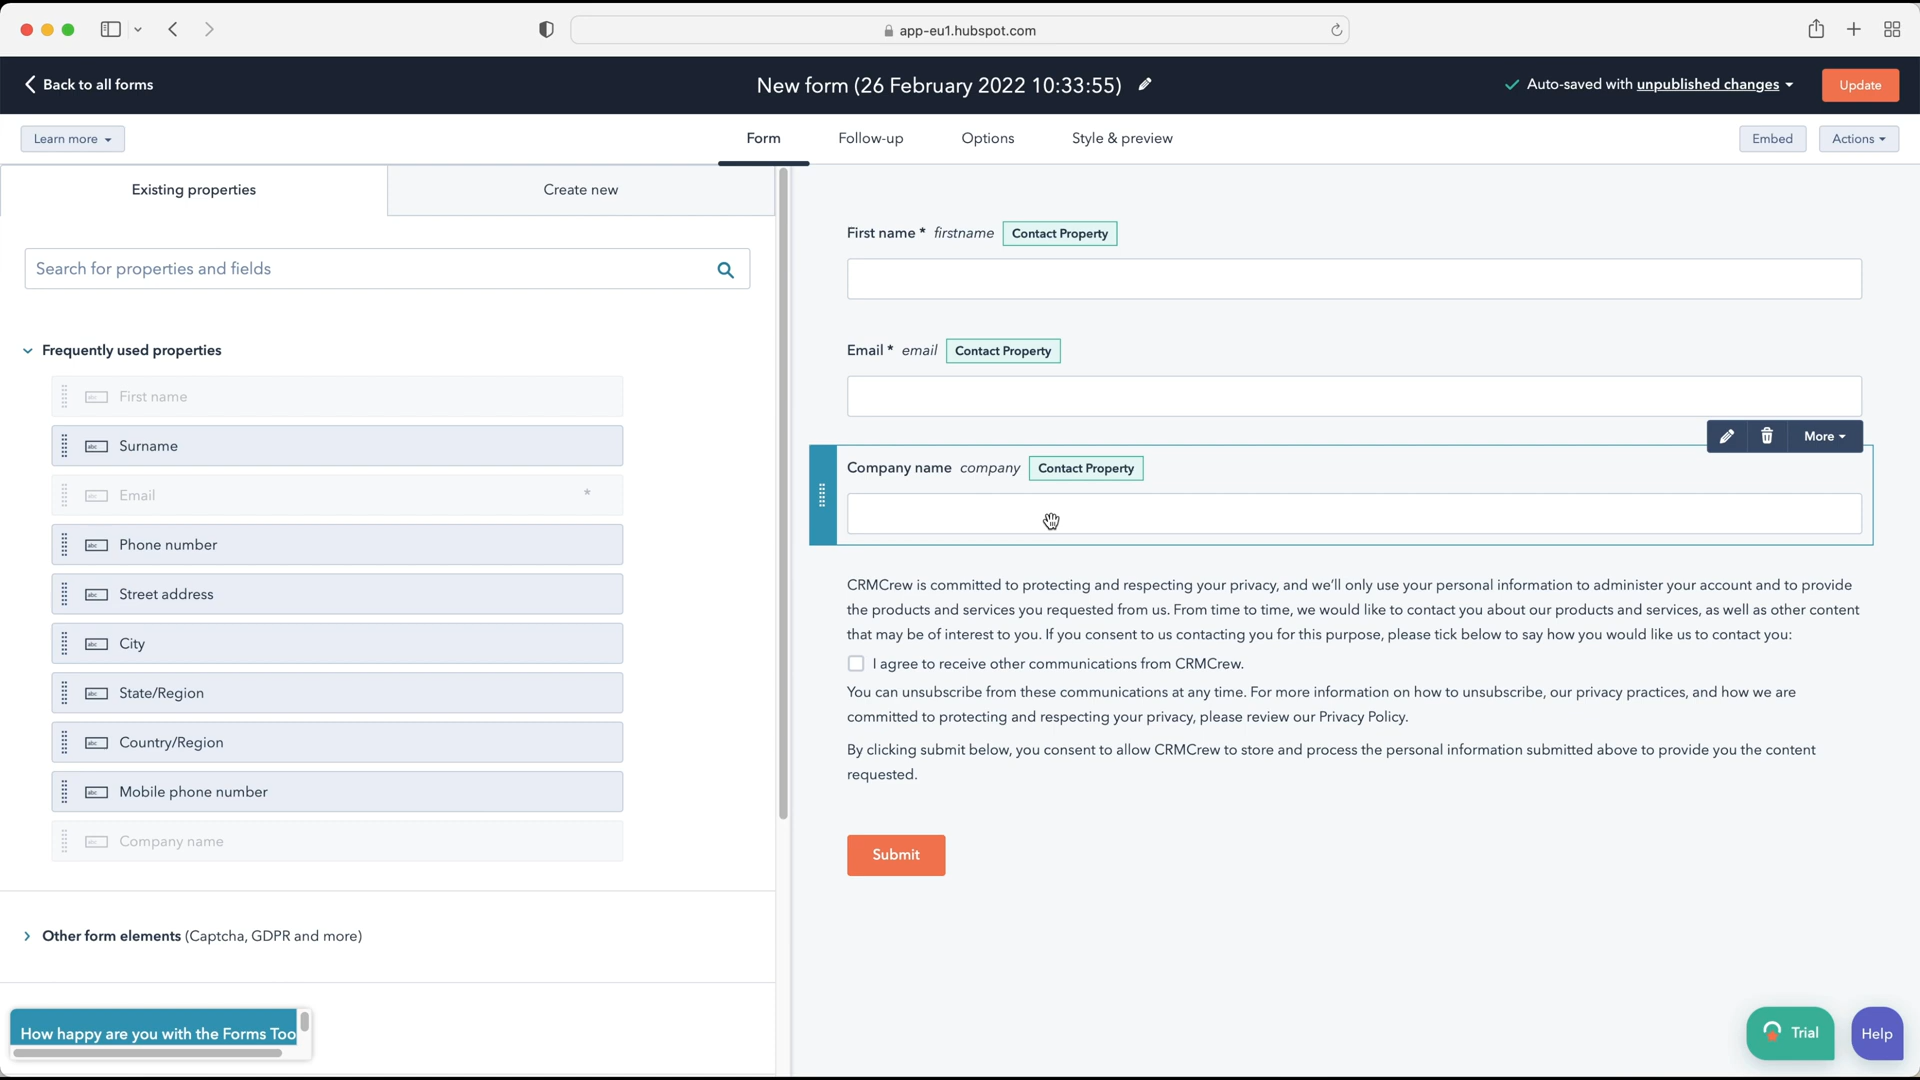 app-eu1.hubspot.com
Back to all forms
New form (26 February 2022 10:33:55)
Auto-saved with unpublished changes
Update
Learn more
Form
Follow-up
Options
Style & preview
Embed
Actions
Existing properties
Create new
Search for properties and fields
Frequently used properties
abc First name
abc Surname
abc Email *
abc Phone number
abc Street address
abc City
abc State/Region
abc Country/Region
abc Mobile phone number
abc Company name
Other form elements (Captcha, GDPR and more)
How happy are you with the Forms Too
First name * firstname Contact Property
Email * email Contact Property
More
Company name company Contact Property
CRMCrew is committed to protecting and respecting your privacy, and we'll only use your personal information to administer your account and to provide
the products and services you requested from us. From time to time, we would like to contact you about our products and services, as well as other content
that may be of interest to you. If you consent to us contacting you for this purpose, please tick below to say how you would like us to contact you:
I agree to receive other communications from CRMCrew.
You can unsubscribe from these communications at any time. For more information on how to unsubscribe, our privacy practices, and how we are
committed to protecting and respecting your privacy, please review our Privacy Policy.
By clicking submit below, you consent to allow CRMCrew to store and process the personal information submitted above to provide you the content
requested.
Submit
Trial
Help